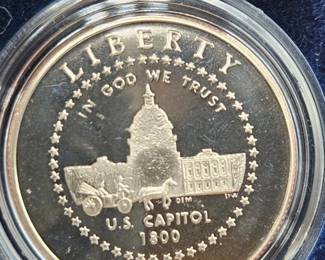 LIBERTY
IN GOD WE TRUST
U.S. CAPITOL
1800